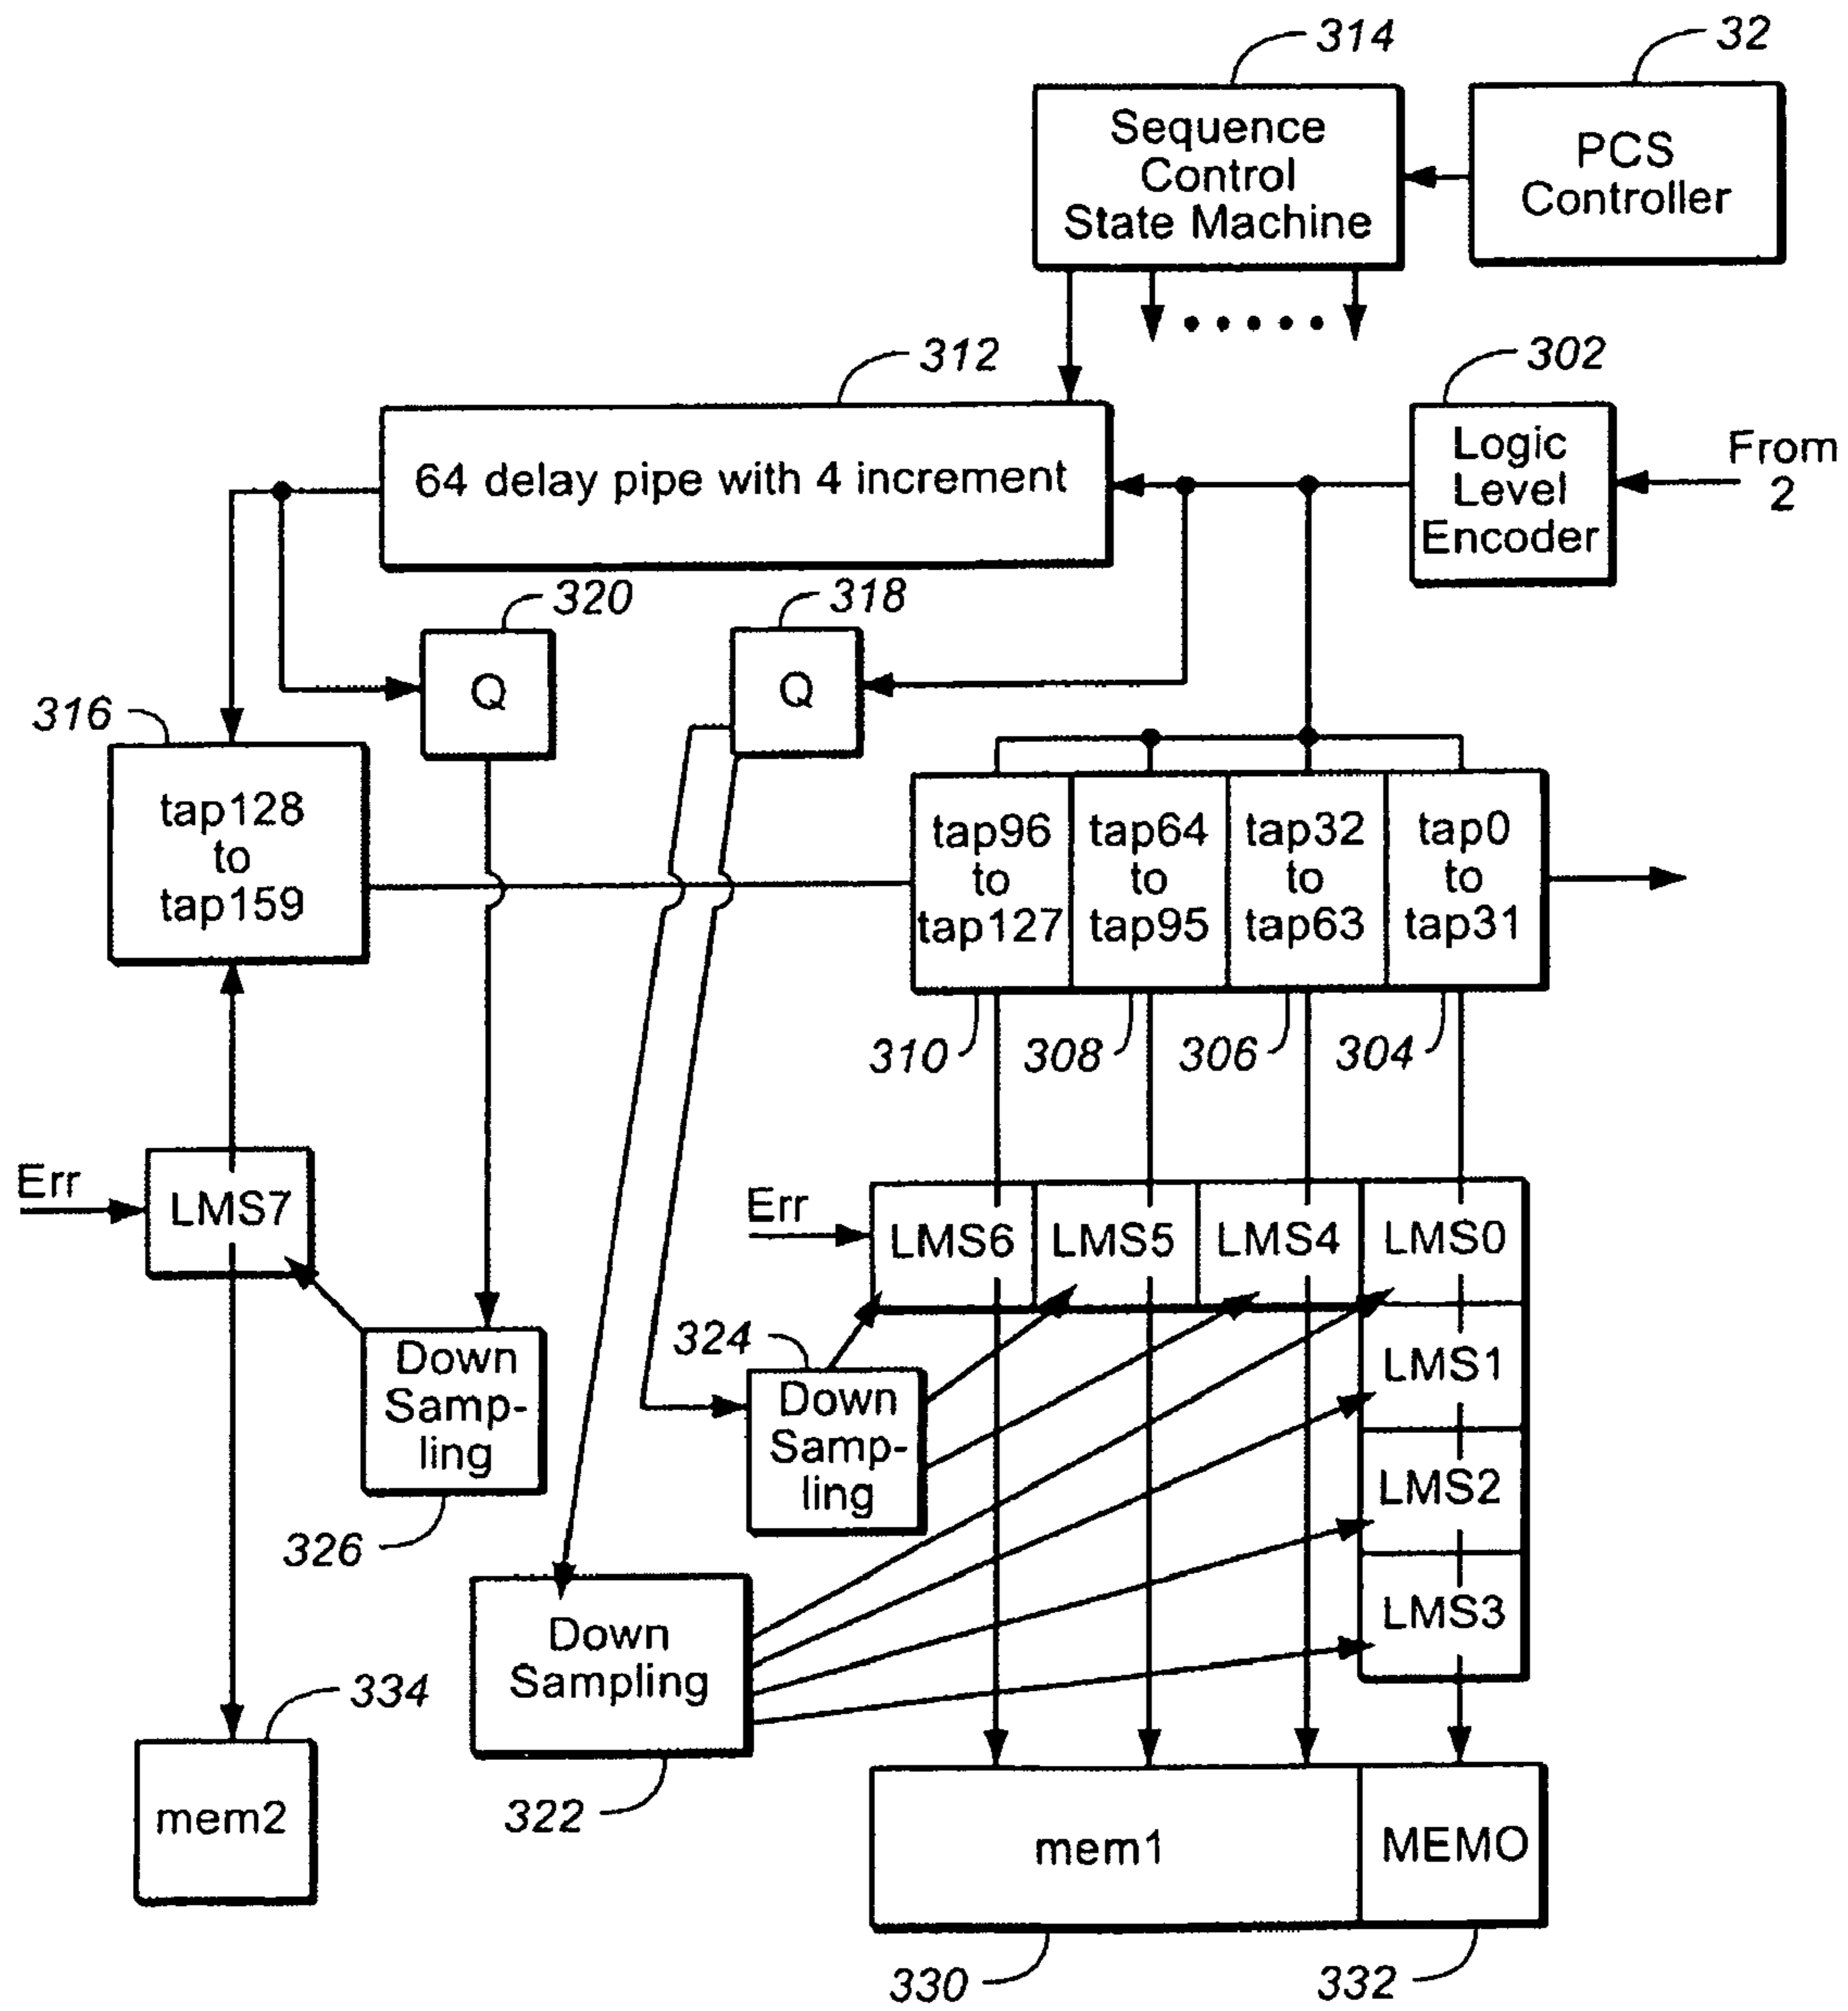 314
32
Sequence
Control
State Machine
PCS
Controller
312
302
64 delay pipe with 4 increment
Logic
Level
Encoder
From
2
320
318
Q
Q
316
tap128
to
tap159
tap96
to
tap127
tap64
to
tap95
tap32
to
tap63
tap0
to
tap31
310
308
306
304
Err
LMS7
Err
LMS6
LMS5
LMS4
LMS0
LMS1
LMS2
LMS3
324
Down
Samp-
ling
326
Down
Samp-
ling
Down
Sampling
322
334
mem2
mem1
MEMO
330
332